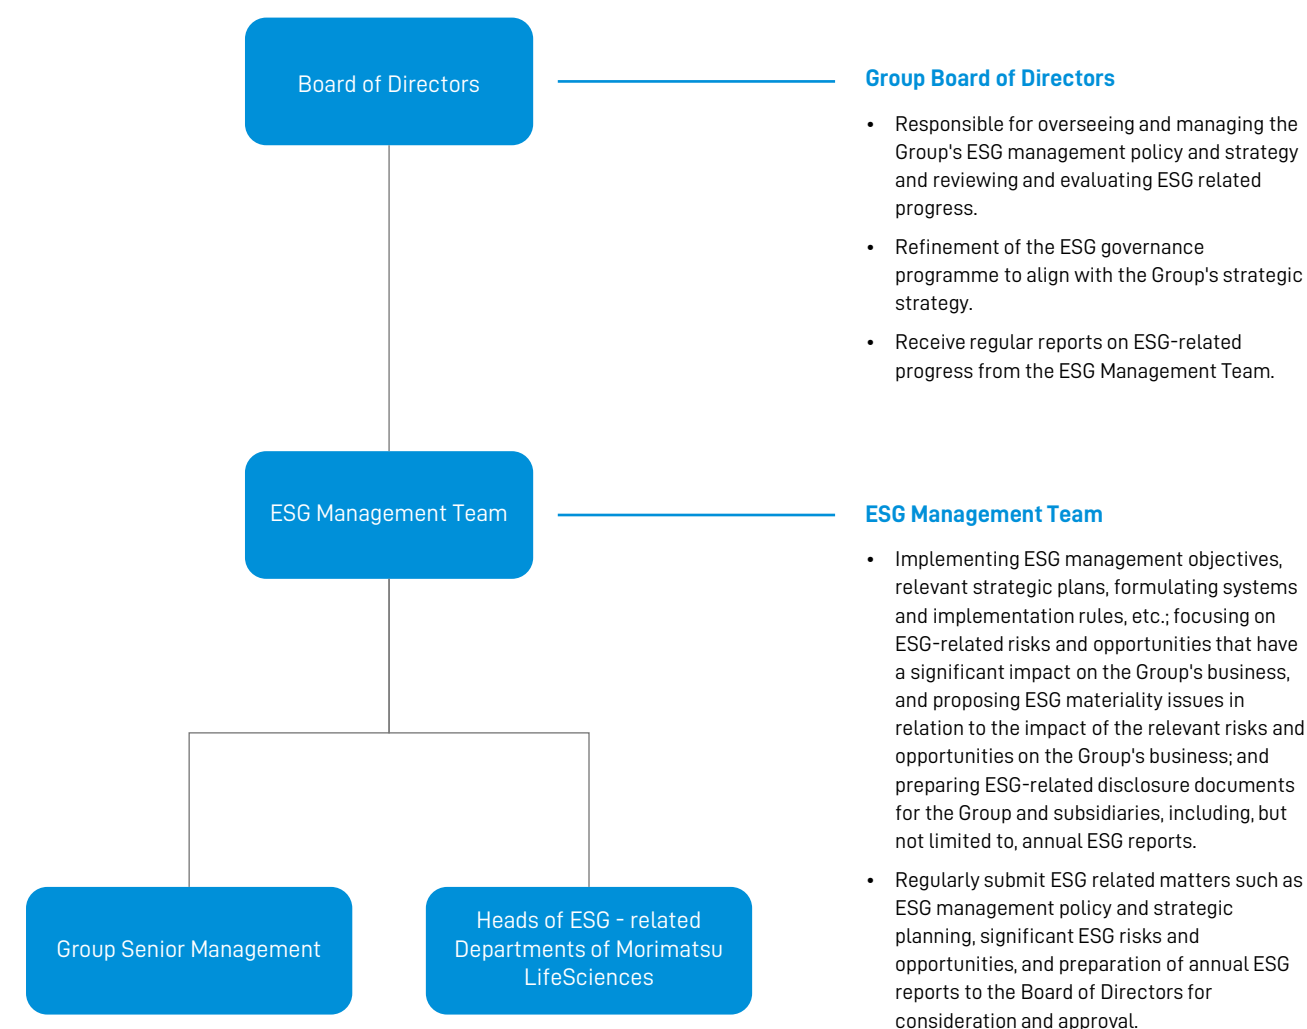 Board of Directors
Group Board of Directors
• Responsible for overseeing and managing the
Group's ESG management policy and strategy
and reviewing and evaluating ESG related
progress.
• Refinement of the ESG governance
programme to align with the Group's strategic
strategy.
• Receive regular reports on ESG-related
progress from the ESG Management Team.
ESG Management Team
ESG Management Team
• Implementing ESG management objectives,
relevant strategic plans, formulating systems
and implementation rules, etc.; focusing on
ESG-related risks and opportunities that have
a significant impact on the Group's business,
and proposing ESG materiality issues in
relation to the impact of the relevant risks and
opportunities on the Group's business; and
preparing ESG-related disclosure documents
for the Group and subsidiaries, including, but
not limited to, annual ESG reports.
• Regularly submit ESG related matters such as
ESG management policy and strategic
planning, significant ESG risks and
opportunities, and preparation of annual ESG
reports to the Board of Directors for
consideration and approval.
Group Senior Management
Heads of ESG - related
Departments of Morimatsu
LifeSciences